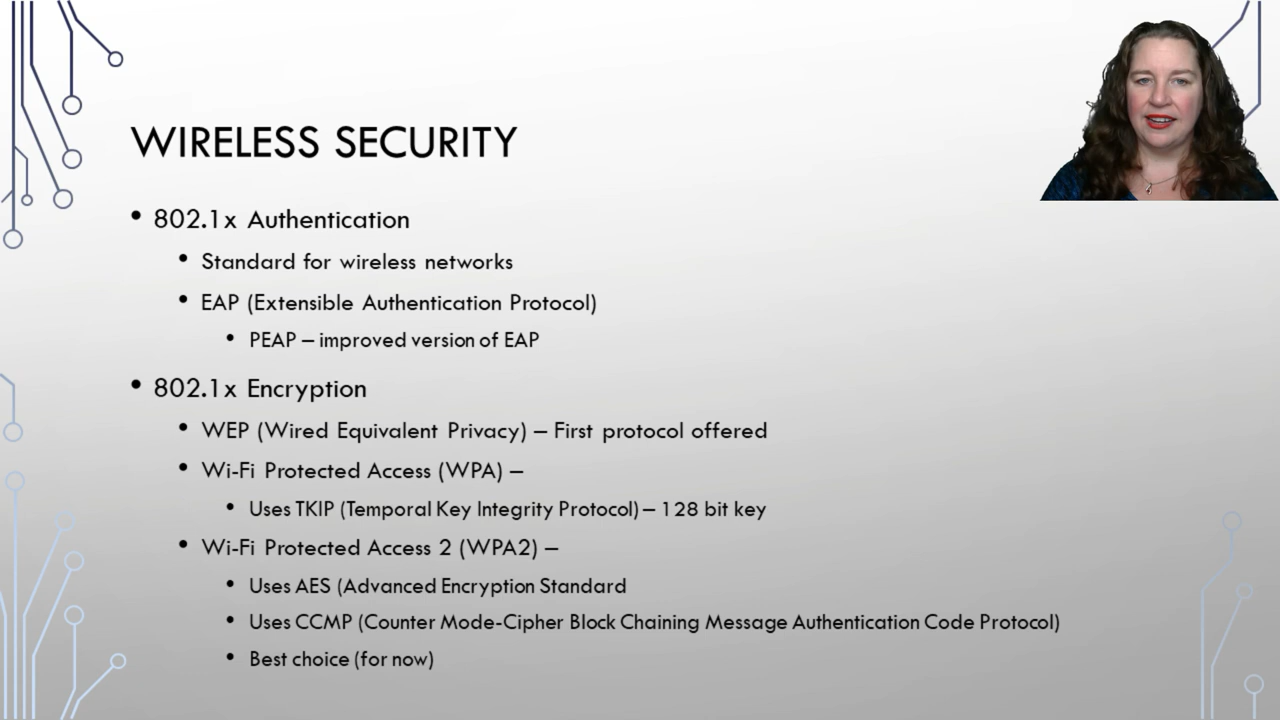 WIRELESS SECURITY
• 802.1x Authentication
• Standard for wireless networks
• EAP (Extensible Authentication Protocol)
• PEAP – improved version of EAP
• 802.1x Encryption
• WEP (Wired Equivalent Privacy) – First protocol offered
• Wi-Fi Protected Access (WPA) –
• Uses TKIP (Temporal Key Integrity Protocol) – 128 bit key
• Wi-Fi Protected Access 2 (WPA2) –
• Uses AES (Advanced Encryption Standard
• Uses CCMP (Counter Mode-Cipher Block Chaining Message Authentication Code Protocol)
• Best choice (for now)